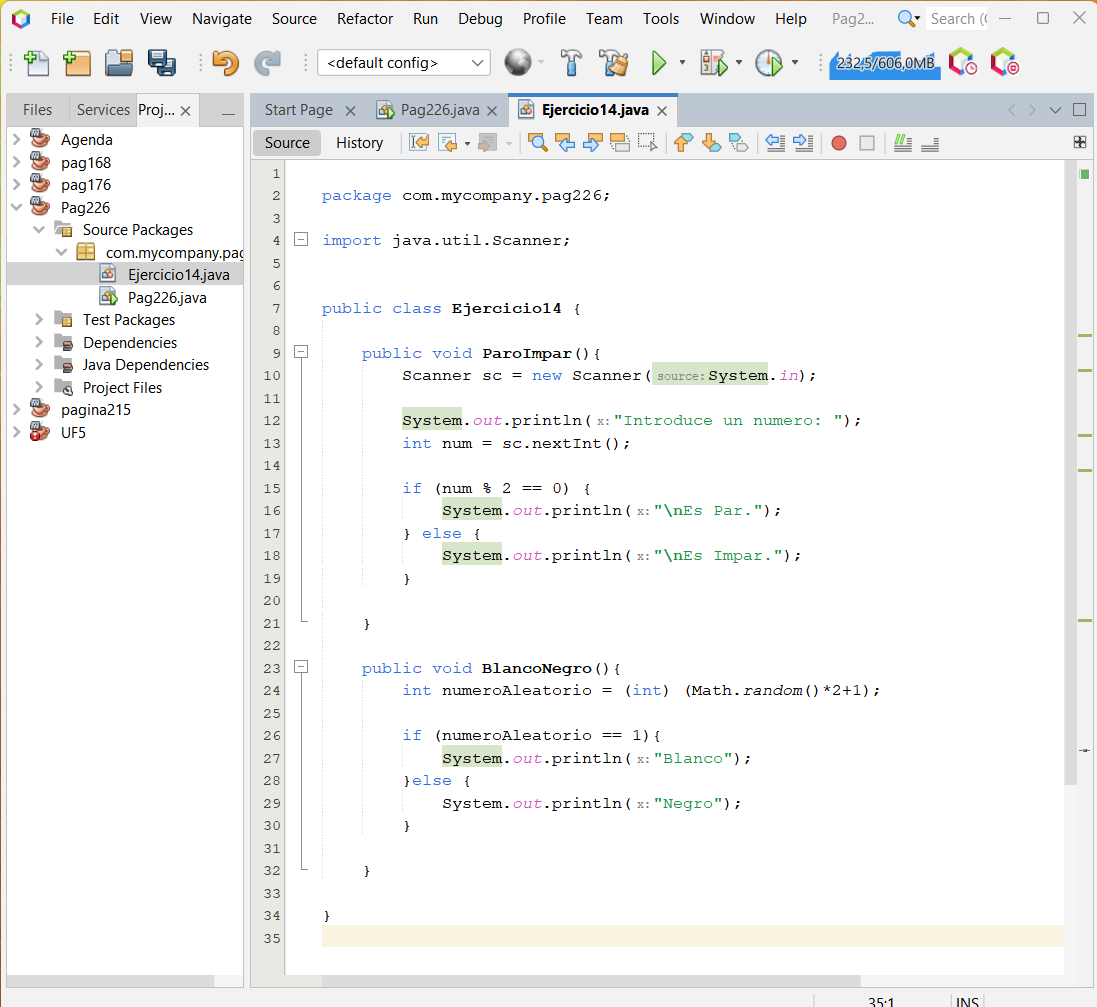 File Edit View Navigate Source Refactor Run Debug Profile Team Tools Window Help Pag2... Search (
<default config> 232,5/606,0MB
Files Services Proj... Start Page Pag226.java Ejercicio14.java
Source History
Agenda
pag168
pag176
Pag226
Source Packages
com.mycompany.pag
Ejercicio14.java
Pag226.java
Test Packages
Dependencies
Java Dependencies
Project Files
pagina215
UF5
1
2 package com.mycompany.pag226;
3
4 import java.util.Scanner;
5
6
7 public class Ejercicio14 {
8
9 public void ParoImpar(){
10 Scanner sc = new Scanner( source: System.in);
11
12 System.out.println( x: "Introduce un numero: ");
13 int num = sc.nextInt();
14
15 if (num % 2 == 0) {
16 System.out.println( x: "\nEs Par.");
17 } else {
18 System.out.println( x: "\nEs Impar.");
19 }
20
21 }
22
23 public void BlancoNegro(){
24 int numeroAleatorio = (int) (Math.random()*2+1);
25
26 if (numeroAleatorio == 1){
27 System.out.println( x: "Blanco");
28 }else {
29 System.out.println( x: "Negro");
30 }
31
32 }
33
34 }
35
35:1 INS